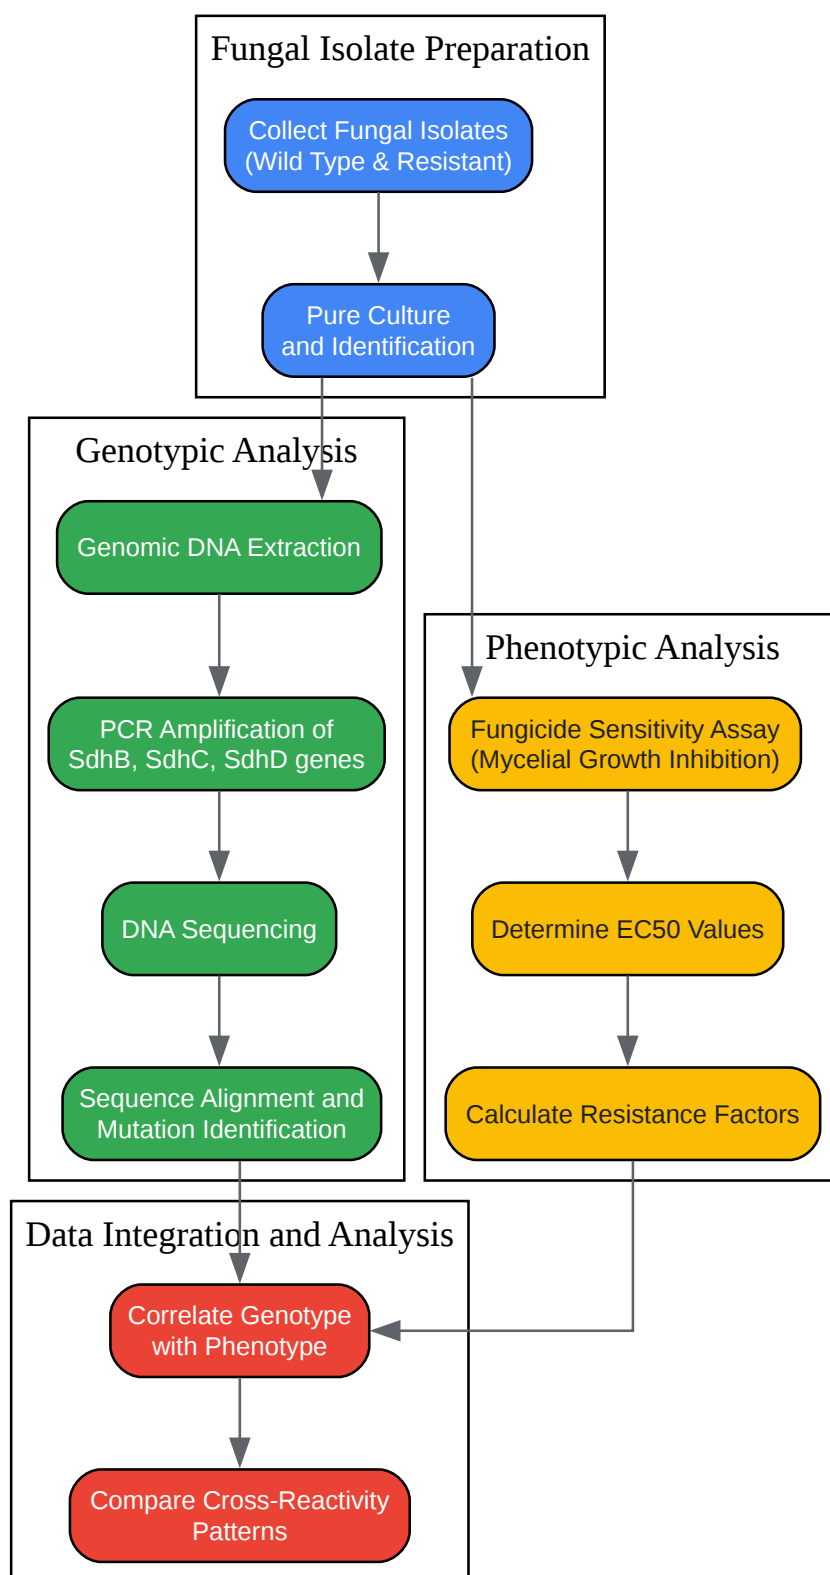 Fungal Isolate Preparation
Collect Fungal Isolates
(Wild Type & Resistant)
Pure Culture
and Identification
Genotypic Analysis
Genomic DNA Extraction
PCR Amplification of
SdhB, SdhC, SdhD genes
DNA Sequencing
Sequence Alignment and
Mutation Identification
Phenotypic Analysis
Fungicide Sensitivity Assay
(Mycelial Growth Inhibition)
Determine EC50 Values
Calculate Resistance Factors
Data Integration and Analysis
Correlate Genotype
with Phenotype
Compare Cross-Reactivity
Patterns